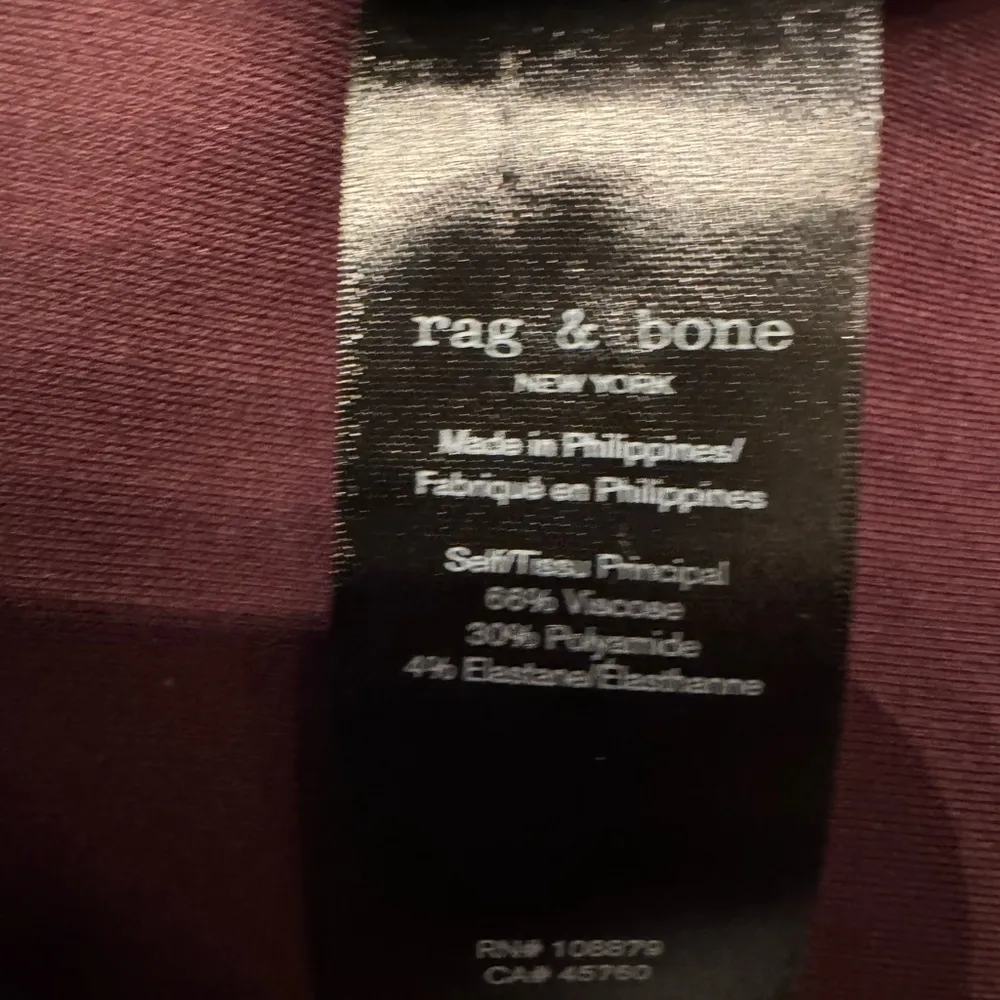 rag & bone
NEW YORK
Made in Philippines/
Fabriqué en Philippines
Self/Tissu Principal
66% Viscose
30% Polyamide
4% Elastane/Élasthanne
RN# 108879
CA# 45760